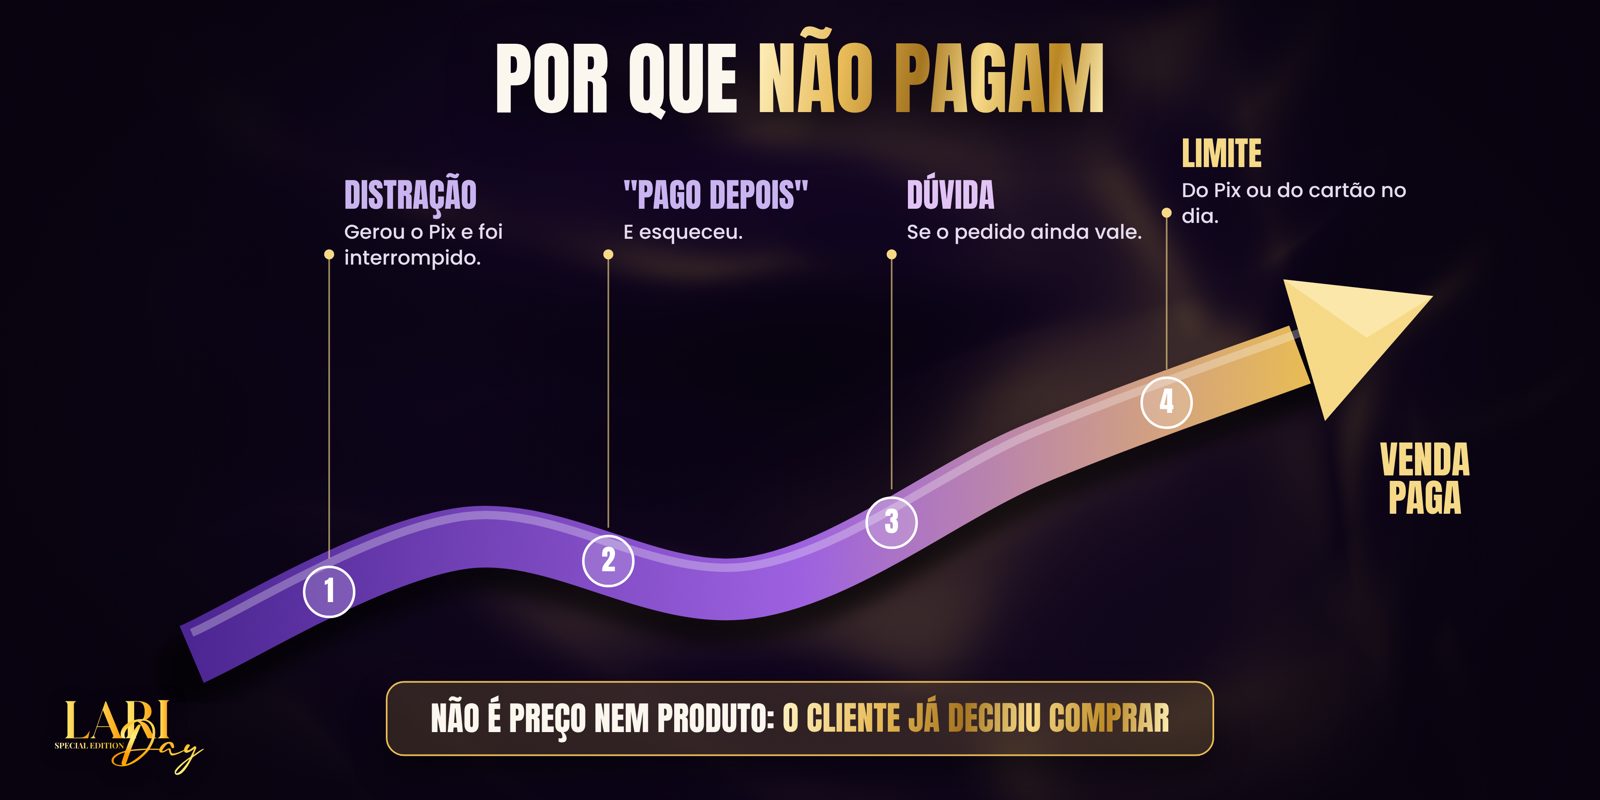 POR QUE NÃO PAGAM
DISTRAÇÃO
Gerou o Pix e foi
interrompido.
"PAGO DEPOIS"
E esqueceu.
DÚVIDA
Se o pedido ainda vale.
LIMITE
Do Pix ou do cartão no
dia.
1
2
3
4
VENDA
PAGA
NÃO É PREÇO NEM PRODUTO: O CLIENTE JÁ DECIDIU COMPRAR
LARI
SPECIAL EDITION Day